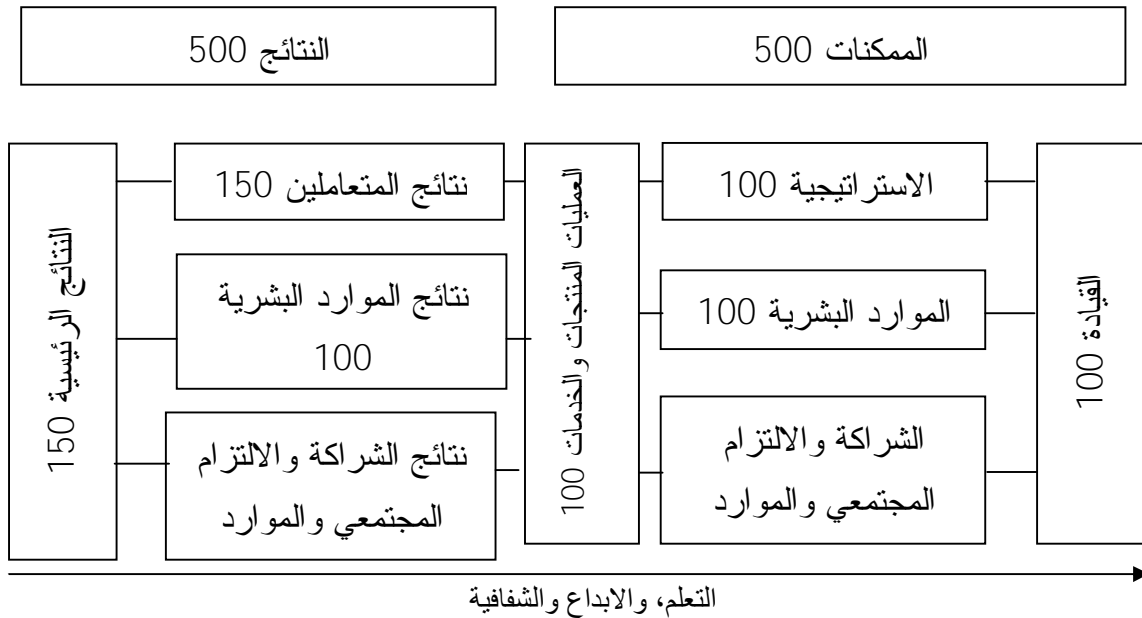 الممكنات 500
النتائج 500
القيادة 100
الاستراتيجية 100
الموارد البشرية 100
الشراكة والالتزام
المجتمعي والموارد
العمليات المنتجات والخدمات 100
نتائج المتعاملين 150
نتائج الموارد البشرية
100
نتائج الشراكة والالتزام
المجتمعي والموارد
النتائج الرئيسية 150
التعلم، والابداع والشفافية